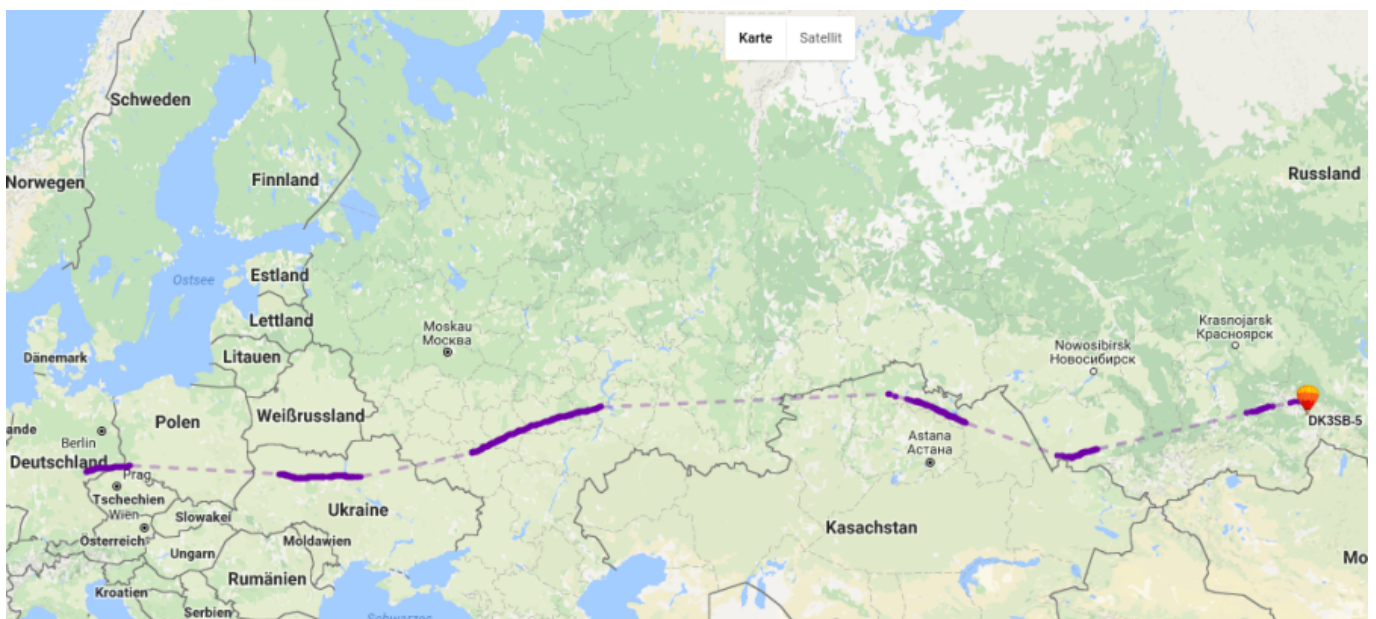 Karte
Satellit
Schweden
Finnland
Norwegen
Russland
Ostsee
Estland
Lettland
Moskau
Москва
Krasnojarsk
Красноярск
Litauen
Nowosibirsk
Новосибирск
Dänemark
Weißrussland
Polen
DK3SB-5
ande
Berlin
Astana
Астана
Deutschland
Prag
Tschechien
Wien
Slowakei
Ukraine
Kasachstan
Österreich
Ungarn
Moldawien
Mo
Rumänien
Kroatien
Serbien
Schwarzes